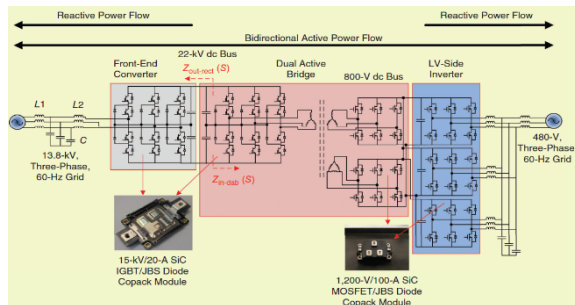 Reactive Power Flow
Reactive Power Flow
Bidirectional Active Power Flow
Front-End
Converter
22-kV dc Bus
Zout-rect (S)
Dual Active
Bridge
800-V dc Bus
LV-Side
Inverter
L1
L2
C
13.8-kV,
Three-Phase,
60-Hz Grid
Zin-dab (S)
480-V,
Three-Phase
60-Hz Grid
15-kV/20-A SiC
IGBT/JBS Diode
Copack Module
1,200-V/100-A SiC
MOSFET/JBS Diode
Copack Module